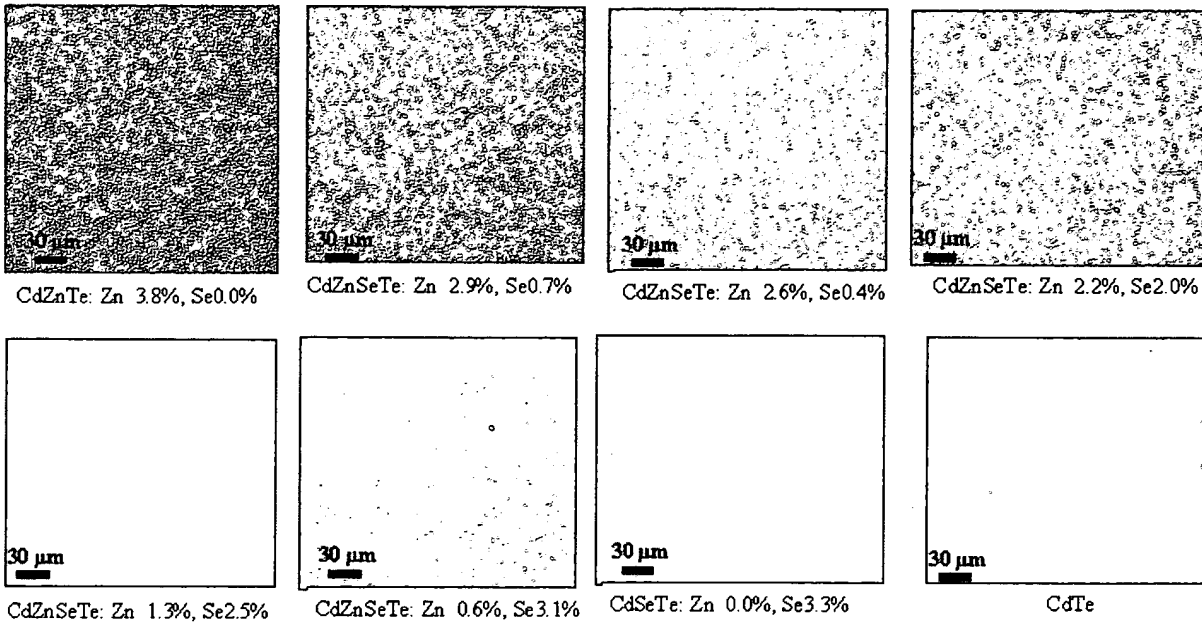 30 μm
30 μm
30 μm
30 μm
CdZnTe: Zn 3.8%, Se0.0%
CdZnSeTe: Zn 2.9%, Se0.7%
CdZnSeTe: Zn 2.6%, Se0.4%
CdZnSeTe: Zn 2.2%, Se2.0%
30 μm
30 μm
30 μm
30 μm
CdZnSeTe: Zn 1.3%, Se2.5%
CdZnSeTe: Zn 0.6%, Se3.1%
CdSeTe: Zn 0.0%, Se3.3%
CdTe